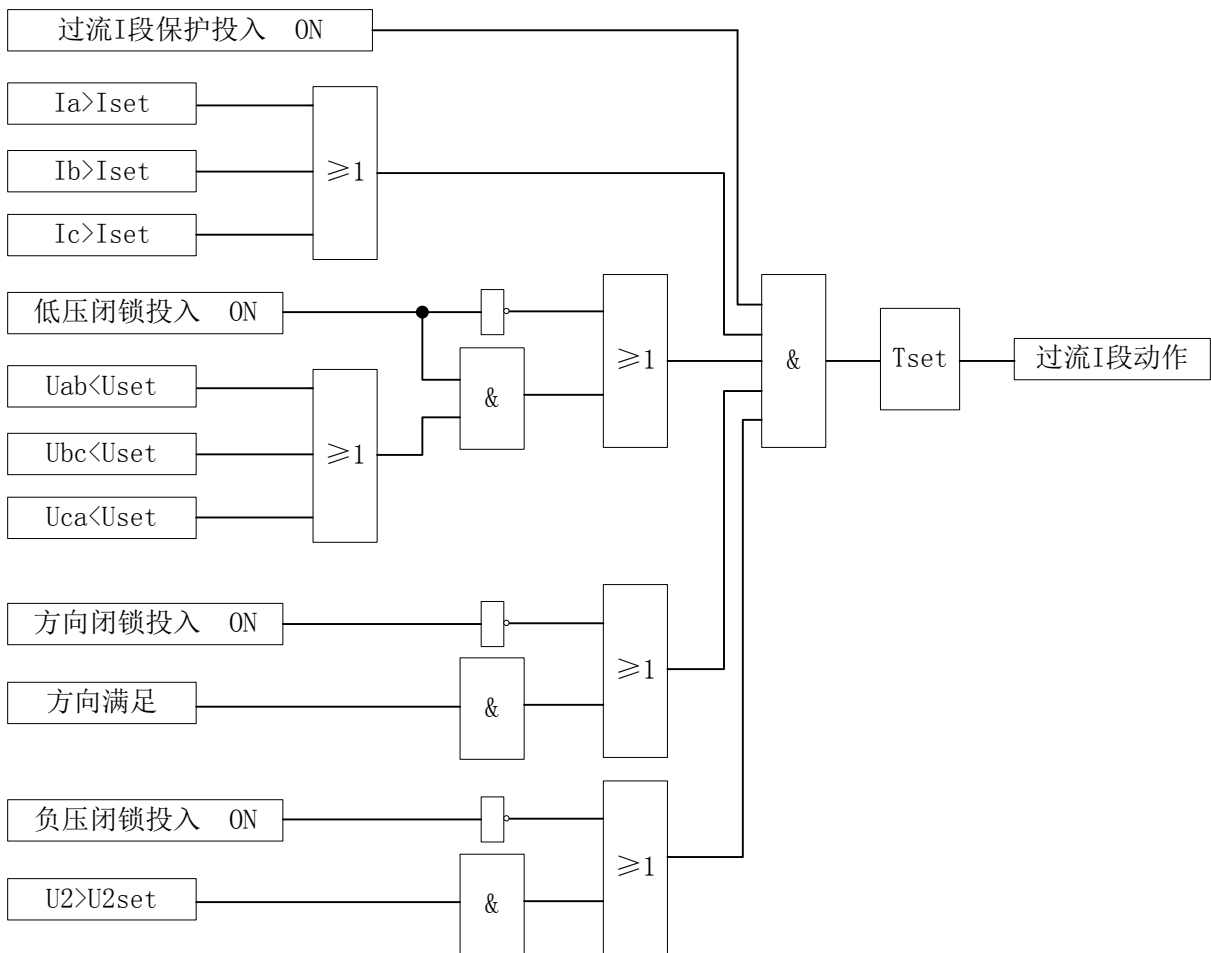 过流I段保护投入 ON
Ia>Iset
Ib>Iset
≥1
Ic>Iset
低压闭锁投入 ON
≥1
&
Tset
过流I段动作
Uab<Uset
&
Ubc<Uset
≥1
Uca<Uset
方向闭锁投入 ON
≥1
方向满足
&
负压闭锁投入 ON
≥1
U2>U2set
&